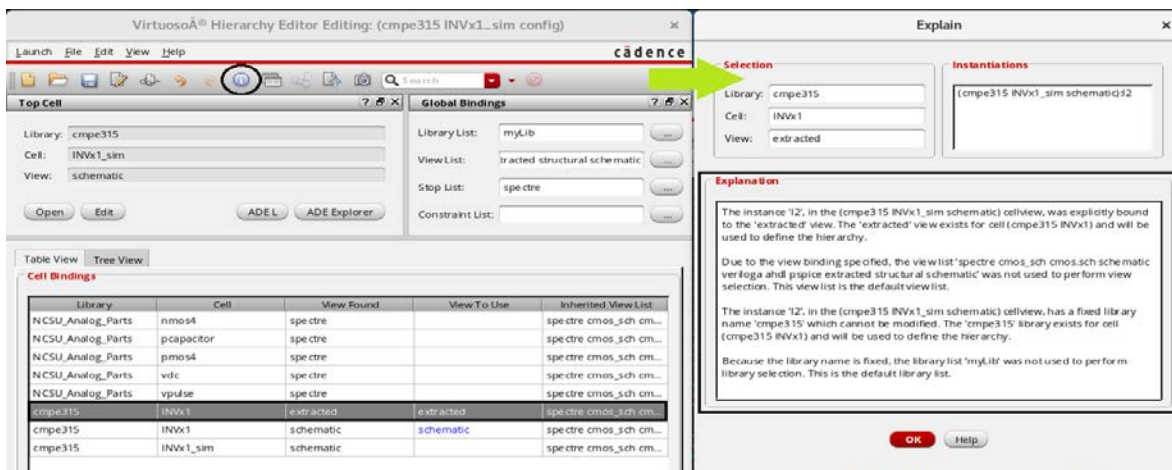 VirtuosoÂ® Hierarchy Editor Editing: (cmpe315 INVx1_sim config)
Launch File Edit View Help
cādence
Search
Top Cell
Library: cmpe315
Cell: INVx1_sim
View: schematic
Open Edit ADE L ADE Explorer
Global Bindings
Library List: myLib ...
View List: tracted structural schematic ...
Stop List: spectre ...
Constraint List: ...
Table View Tree View
Cell Bindings
Library Cell View Found View To Use Inherited View List
NCSU_Analog_Parts nmos4 spectre spectre cmos_sch cm...
NCSU_Analog_Parts pcapacitor spectre spectre cmos_sch cm...
NCSU_Analog_Parts pmos4 spectre spectre cmos_sch cm...
NCSU_Analog_Parts vdc spectre spectre cmos_sch cm...
NCSU_Analog_Parts vpulse spectre spectre cmos_sch cm...
cmpe315 INVx1 extracted extracted spectre cmos_sch cm...
cmpe315 INVx1 schematic schematic spectre cmos_sch cm...
cmpe315 INVx1_sim schematic spectre cmos_sch cm...
Explain
Selection
Library: cmpe315
Cell: INVx1
View: extracted
Instantiations
(cmpe315 INVx1_sim schematic):I2
Explanation
The instance 'I2', in the (cmpe315 INVx1_sim schematic) cellview, was explicitly bound
to the 'extracted' view. The 'extracted' view exists for cell (cmpe315 INVx1) and will be
used to define the hierarchy.
Due to the view binding specified, the view list 'spectre cmos_sch cmos.sch schematic
veriloga ahdl pspice extracted structural schematic' was not used to perform view
selection. This view list is the default view list.
The instance 'I2', in the (cmpe315 INVx1_sim schematic) cellview, has a fixed library
name 'cmpe315' which cannot be modified. The 'cmpe315' library exists for cell
(cmpe315 INVx1) and will be used to define the hierarchy.
Because the library name is fixed, the library list 'myLib' was not used to perform
library selection. This is the default library list.
OK Help